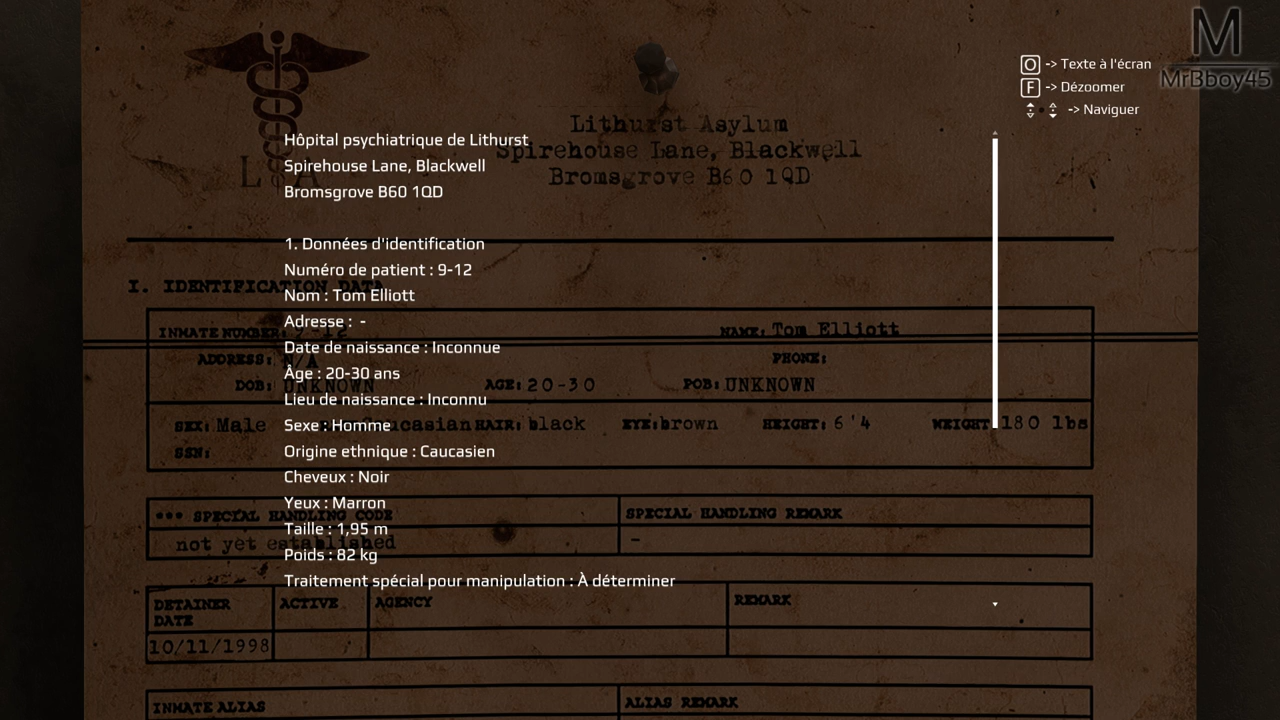 M
MrBboy45
O -> Texte à l'écran
F -> Dézoomer
-> Naviguer
Lithurst Asylum
Spirehouse Lane, Blackwell
Bromsgrove B60 1QD
L A
Hôpital psychiatrique de Lithurst
Spirehouse Lane, Blackwell
Bromsgrove B60 1QD
1. Données d'identification
Numéro de patient : 9-12
Nom : Tom Elliott
Adresse : -
Date de naissance : Inconnue
Âge : 20-30 ans
Lieu de naissance : Inconnu
Sexe : Homme
Origine ethnique : Caucasien
Cheveux : Noir
Yeux : Marron
Taille : 1,95 m
Poids : 82 kg
Traitement spécial pour manipulation : À déterminer
I. IDENTIFICATION DATA
INMATE NUMBER: 9-12 NAME: Tom Elliott
ADDRESS: N/A PHONE:
DOB: UNKNOWN AGE: 20-30 POB: UNKNOWN
SEX: Male Caucasian HAIR: black EYE: brown HEIGHT: 6'4 WEIGHT: 180 lbs
SSN:
*** SPECIAL HANDLING CODE SPECIAL HANDLING REMARK
not yet established -
DETAINER DATE ACTIVE AGENCY REMARK
10/11/1998
INMATE ALIAS ALIAS REMARK